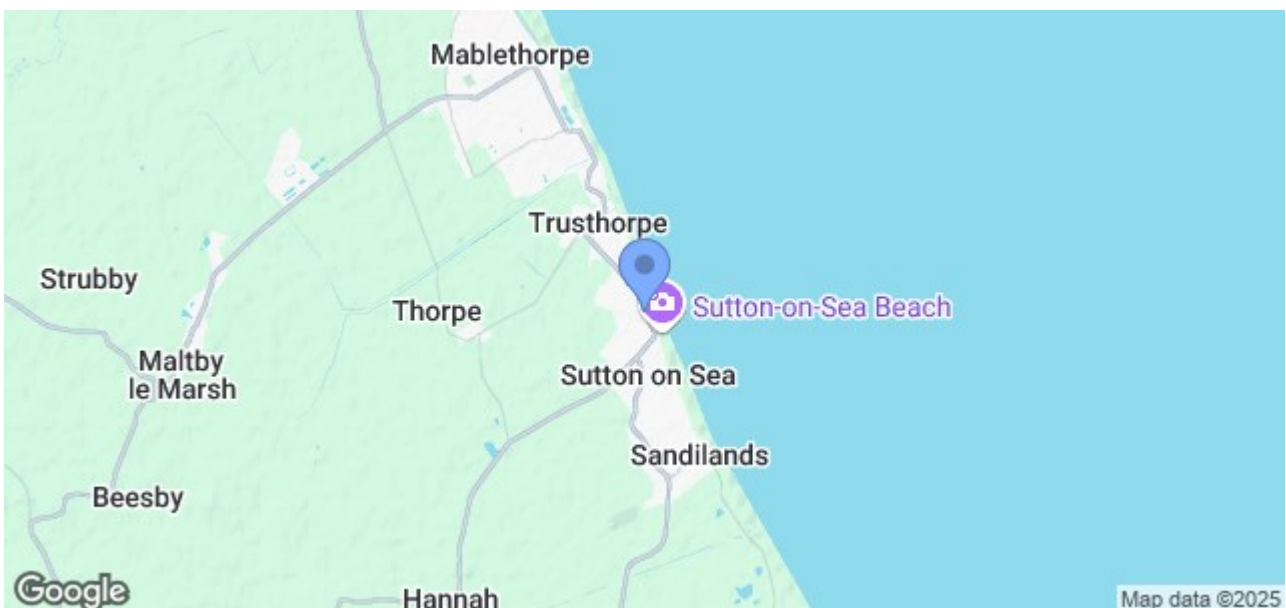 Mablethorpe
Trusthorpe
Strubby
Thorpe
Sutton-on-Sea Beach
Maltby
le Marsh
Sutton on Sea
Sandilands
Beesby
Hannah
Google
Map data ©2025